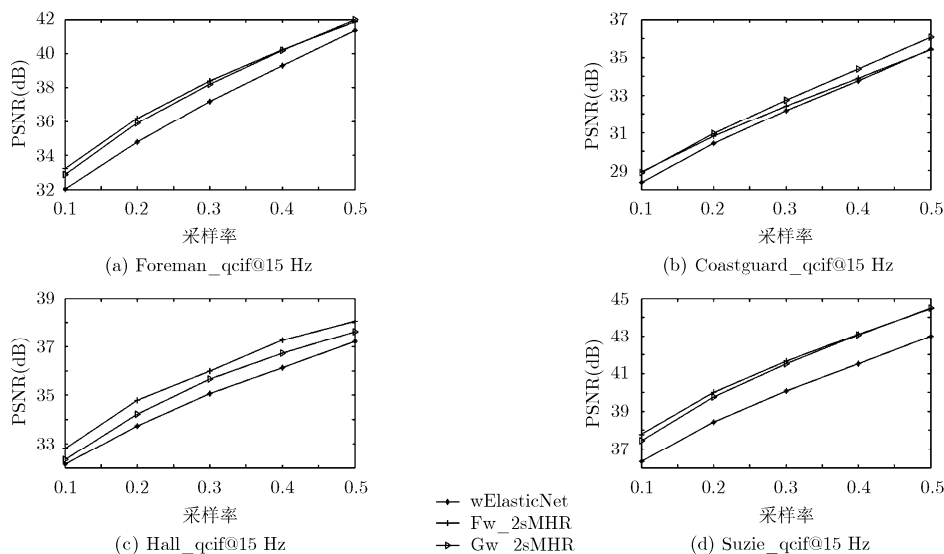 42
40
38
36
34
32
PSNR(dB)
0.1 0.2 0.3 0.4 0.5
采样率
(a) Foreman_qcif@15 Hz
37
35
33
31
29
PSNR(dB)
0.1 0.2 0.3 0.4 0.5
采样率
(b) Coastguard_qcif@15 Hz
39
37
35
33
PSNR(dB)
0.1 0.2 0.3 0.4 0.5
采样率
(c) Hall_qcif@15 Hz
wElasticNet
Fw_2sMHR
Gw_2sMHR
45
43
41
39
37
PSNR(dB)
0.1 0.2 0.3 0.4 0.5
采样率
(d) Suzie_qcif@15 Hz